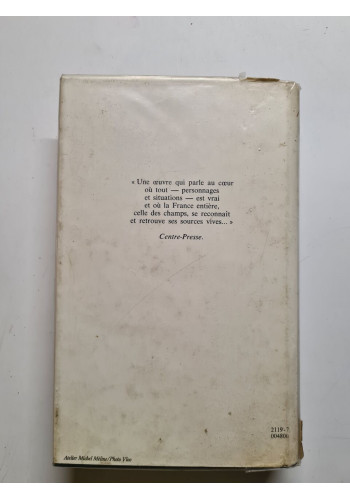 « Une œuvre qui parle au cœur
où tout — personnages
et situations — est vrai
et où la France entière,
celle des champs, se reconnaît
et retrouve ses sources vives... »
Centre-Presse.
2119-7
Atelier Michel Méline/Photo Vloo